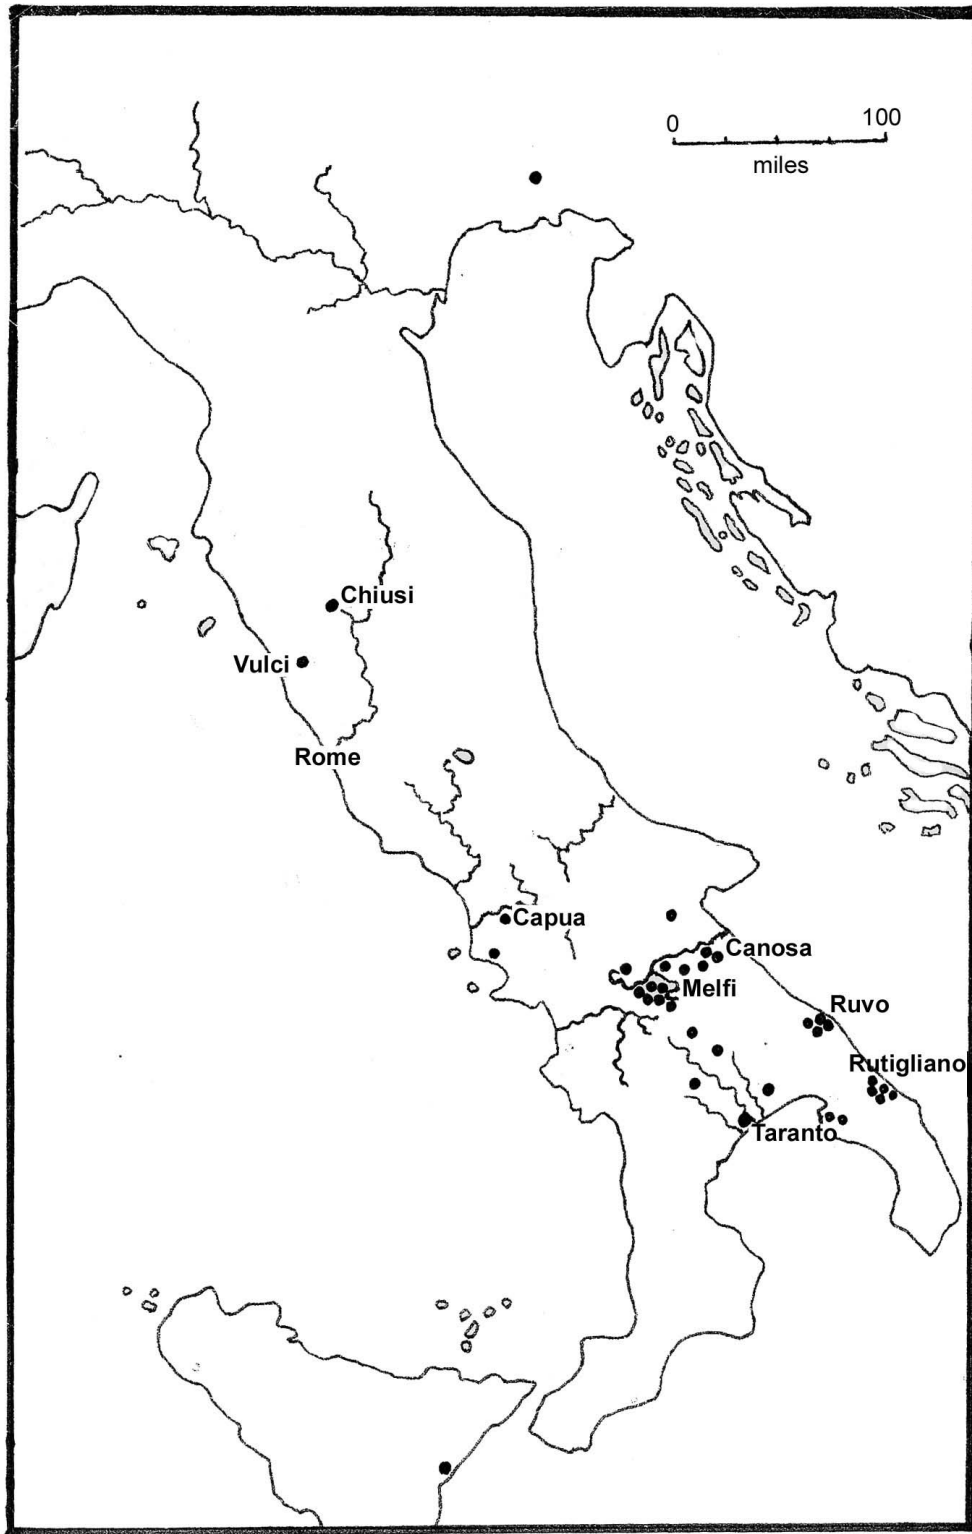 0 100
miles
Chiusi
Vulci
Rome
Capua
Canosa
Melfi
Ruvo
Rutigliano
Taranto